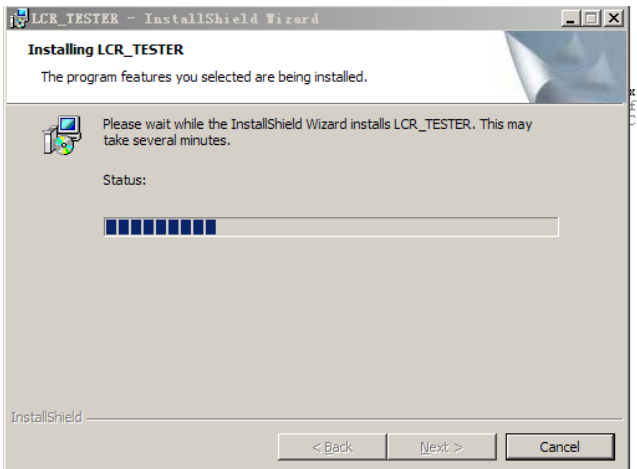 LCR_TESTER - InstallShield Wizard
Installing LCR_TESTER
The program features you selected are being installed.
Please wait while the InstallShield Wizard installs LCR_TESTER. This may
take several minutes.
Status:
InstallShield
< Back
Next >
Cancel